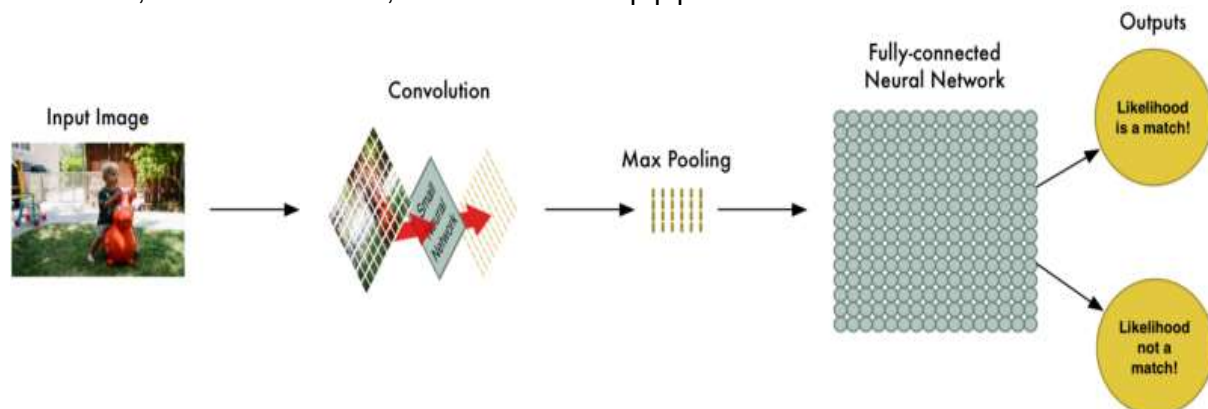 Input Image
Convolution
Small
Neural
Network
Max Pooling
Fully-connected
Neural Network
Outputs
Likelihood
is a match!
Likelihood
not a
match!